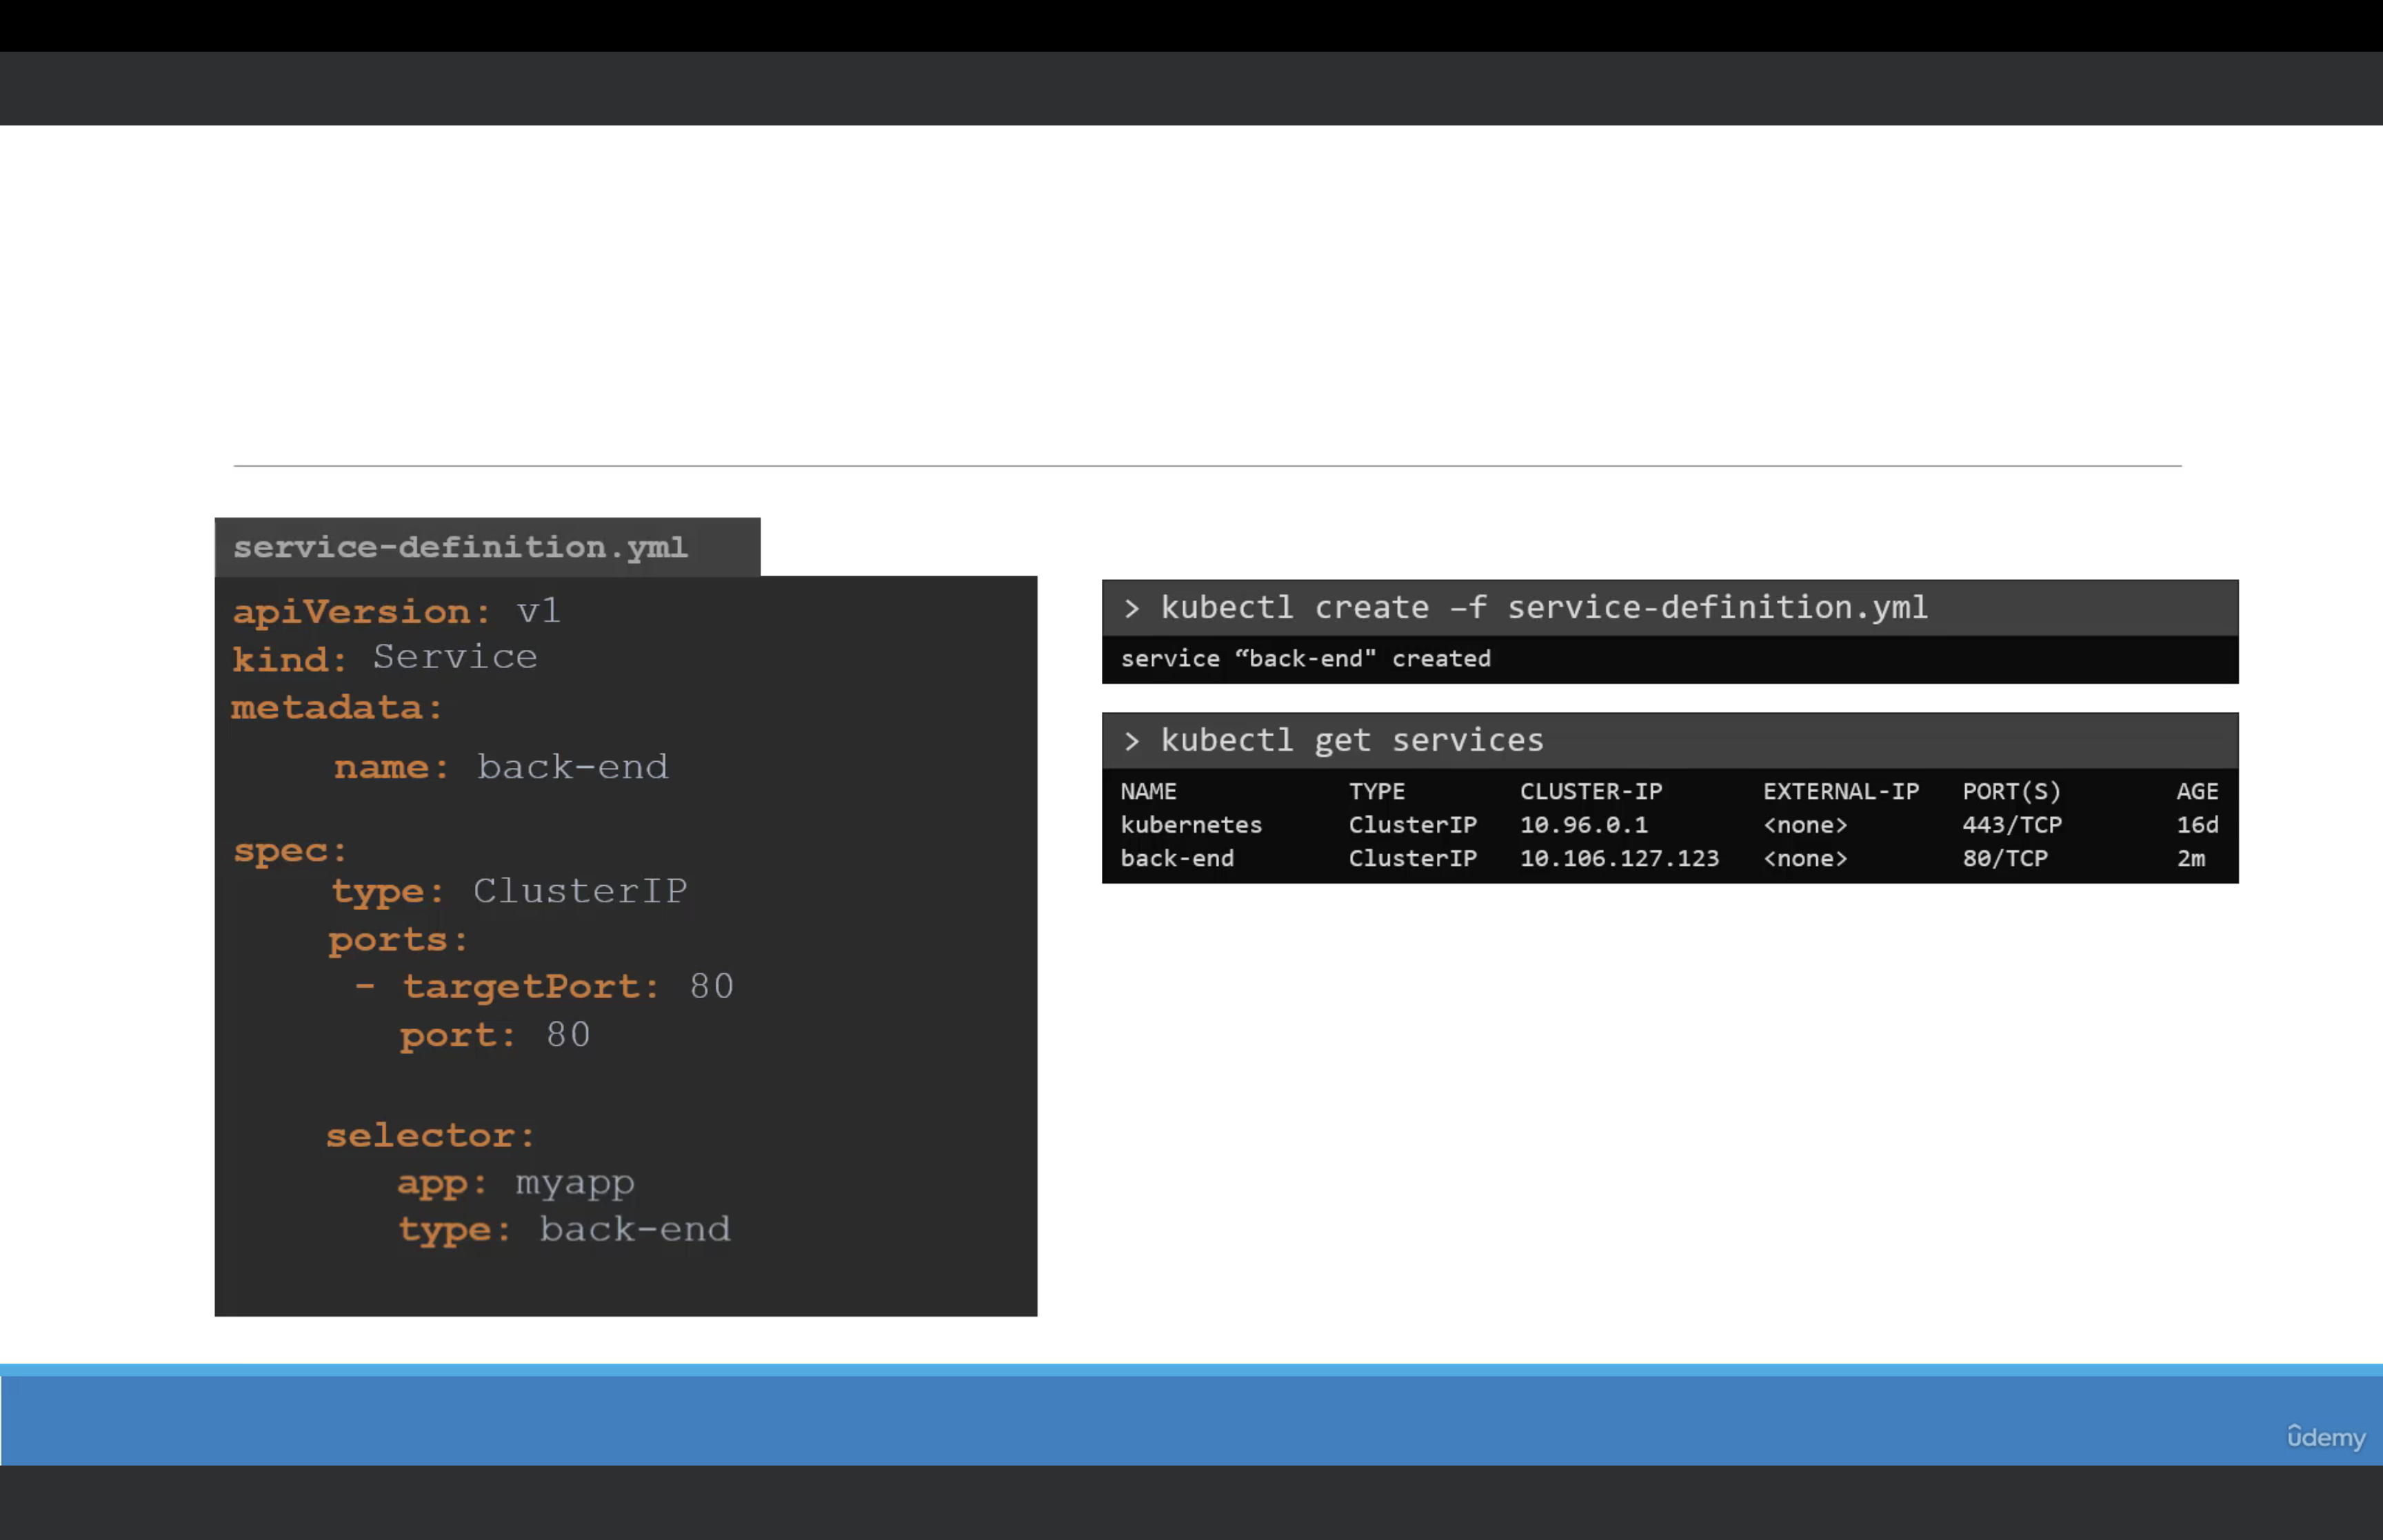 service-definition.yml
apiVersion: v1
kind: Service
metadata:
name: back-end
spec:
type: ClusterIP
ports:
- targetPort: 80
port: 80
selector:
app: myapp
type: back-end
> kubectl create –f service-definition.yml
service “back-end" created
> kubectl get services
NAME TYPE CLUSTER-IP EXTERNAL-IP PORT(S) AGE
kubernetes ClusterIP 10.96.0.1 <none> 443/TCP 16d
back-end ClusterIP 10.106.127.123 <none> 80/TCP 2m
ûdemy